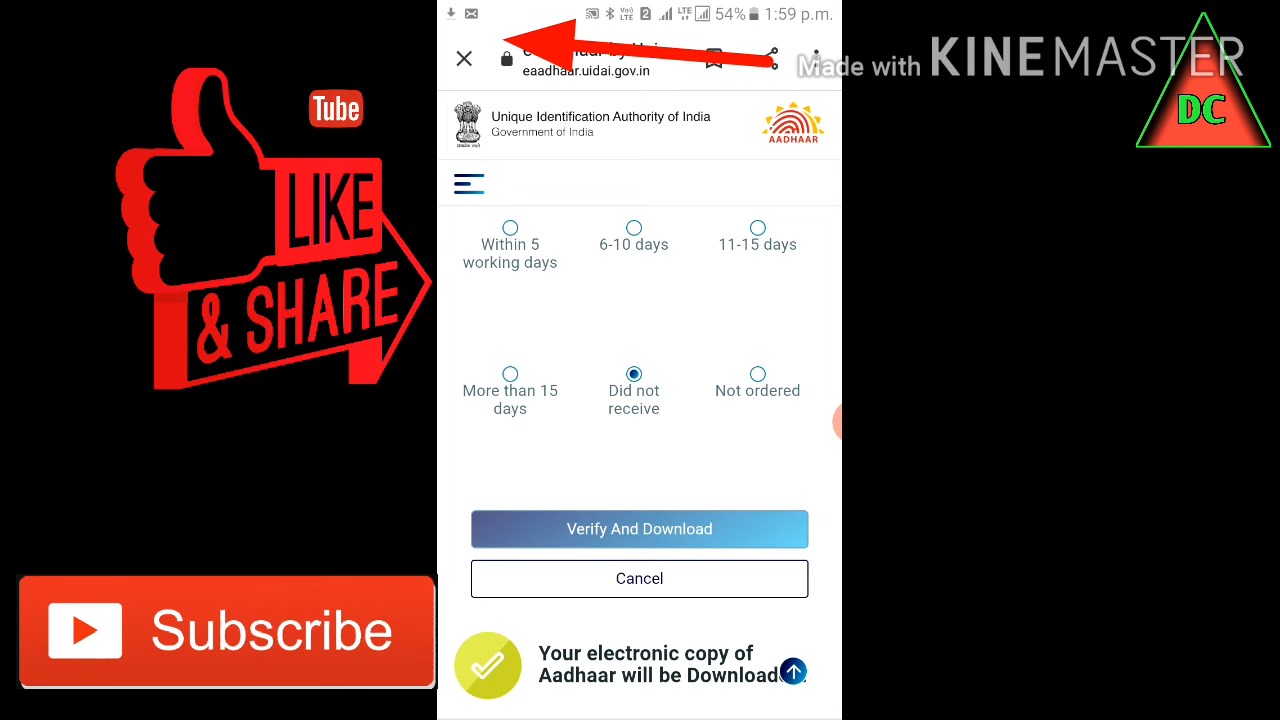 54% 1:59 p.m.
eaadhaar.uidai.gov.in
Made with KINEMASTER
DC
Tube
LIKE
& SHARE
Unique Identification Authority of India
Government of India
AADHAAR
Within 5 working days
6-10 days
11-15 days
More than 15 days
Did not receive
Not ordered
Verify And Download
Cancel
Your electronic copy of
Aadhaar will be Download
Subscribe